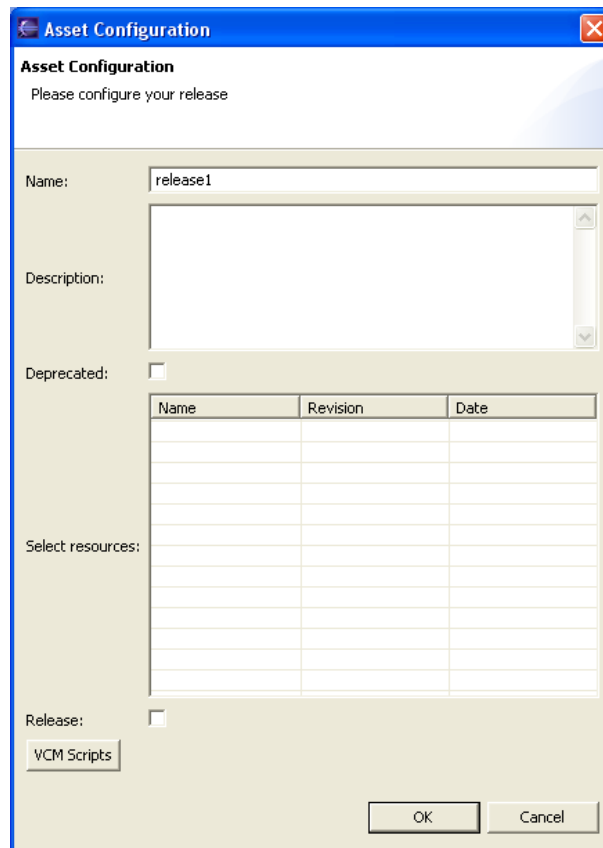 Asset Configuration
Asset Configuration
Please configure your release
Name:
release1
Description:
Deprecated:
Name Revision Date
Select resources:
Release:
VCM Scripts
OK Cancel